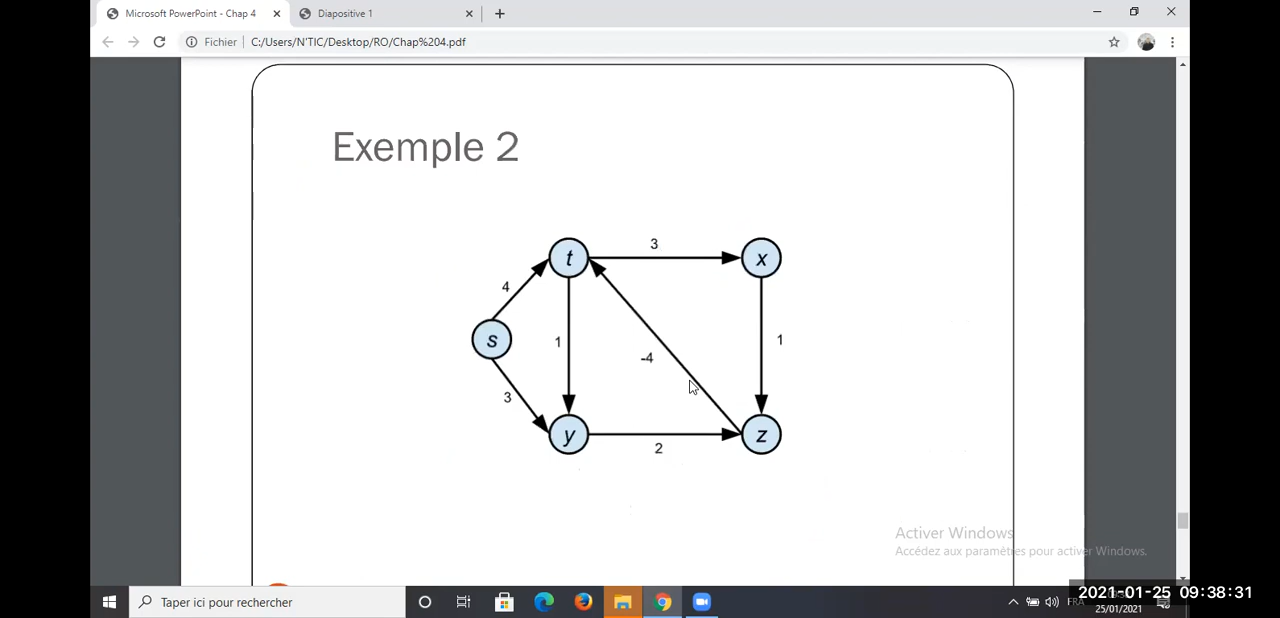 Microsoft PowerPoint - Chap 4
Diapositive 1
Fichier
C:/Users/N'TIC/Desktop/RO/Chap%204.pdf
Exemple 2
t
3
x
4
s
1
-4
1
3
y
2
z
Activer Windows
Accédez aux paramètres pour activer Windows.
Taper ici pour rechercher
FR
2021-01-25 09:38:31
25/01/2021